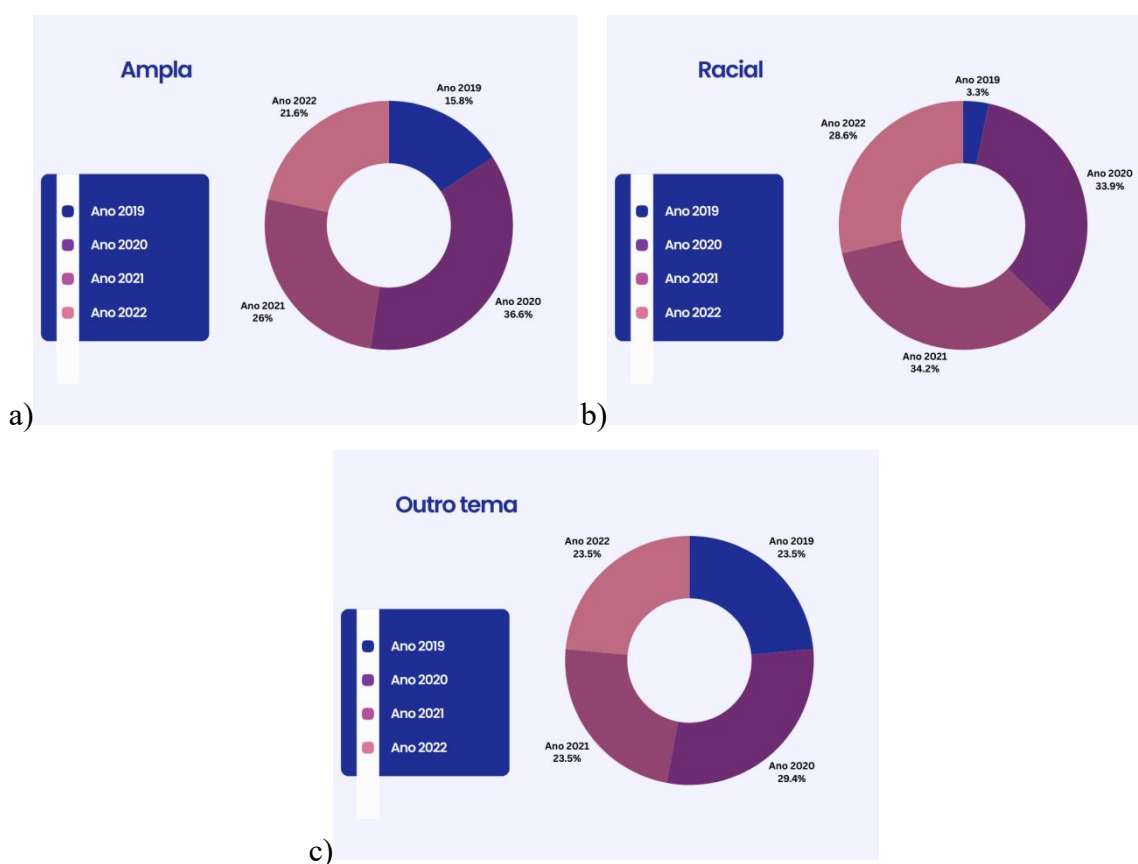 Ampla
Ano 2019
15.8%
Ano 2022
21.6%
Ano 2021
26%
Ano 2020
36.6%
Ano 2019
Ano 2020
Ano 2021
Ano 2022
a)
Racial
Ano 2019
3.3%
Ano 2022
28.6%
Ano 2020
33.9%
Ano 2021
34.2%
Ano 2019
Ano 2020
Ano 2021
Ano 2022
b)
Outro tema
Ano 2022
23.5%
Ano 2019
23.5%
Ano 2021
23.5%
Ano 2020
29.4%
Ano 2019
Ano 2020
Ano 2021
Ano 2022
c)